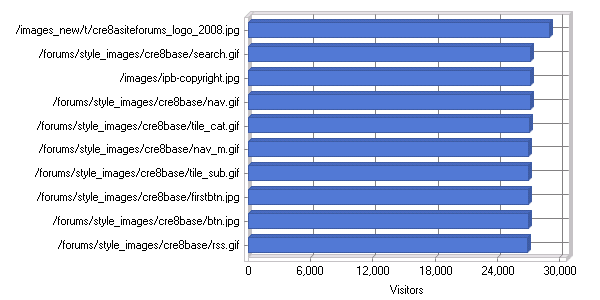 /images_new/t/cre8asiteforums_logo_2008.jpg
/forums/style_images/cre8base/search.gif
/images/ipb-copyright.jpg
/forums/style_images/cre8base/nav.gif
/forums/style_images/cre8base/tile_cat.gif
/forums/style_images/cre8base/nav_m.gif
/forums/style_images/cre8base/tile_sub.gif
/forums/style_images/cre8base/firstbtn.jpg
/forums/style_images/cre8base/btn.jpg
/forums/style_images/cre8base/rss.gif
0 6,000 12,000 18,000 24,000 30,000
Visitors